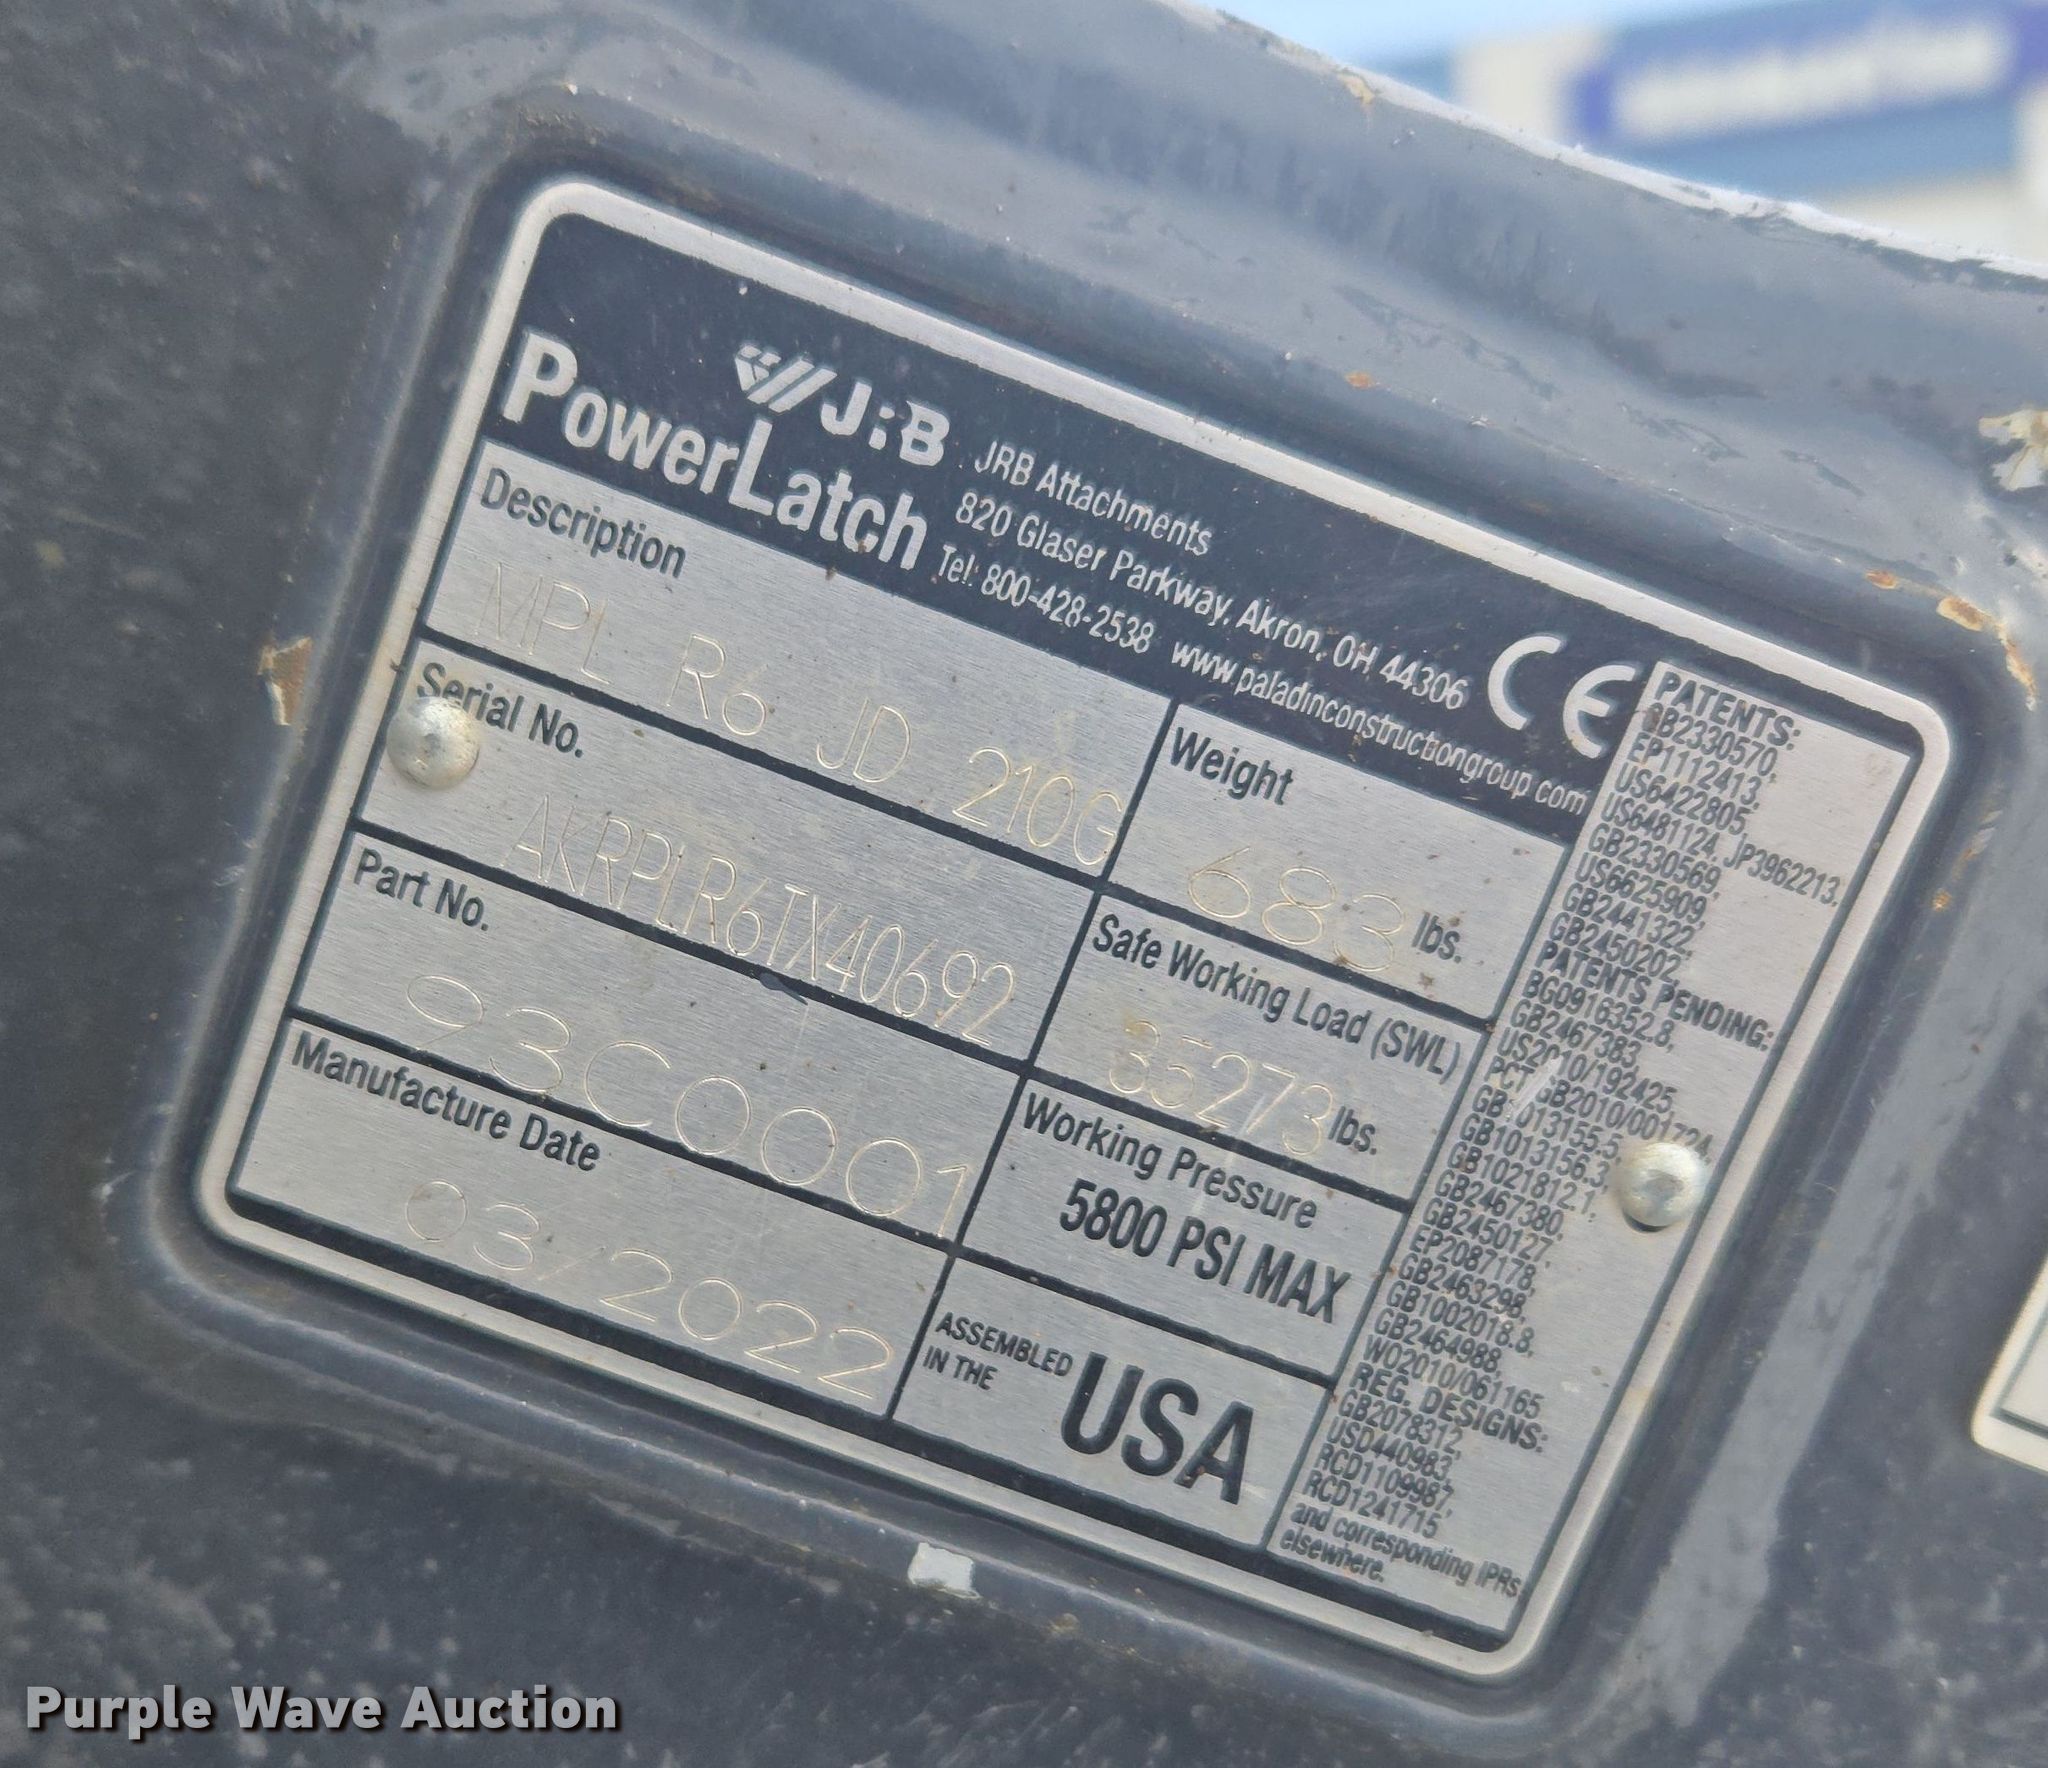 J:RB
PowerLatch
JRB Attachments
820 Glaser Parkway, Akron, OH 44306
Tel: 800-428-2538 www.paladinconstructiongroup.com
CE
Description
MPL R6 JD 210G
Serial No.
AKRPLR6TX40692
Part No.
93C0001
Manufacture Date
03/2022
Weight
683 lbs.
Safe Working Load (SWL)
35273 lbs.
Working Pressure
5800 PSI MAX
ASSEMBLED
IN THE
USA
PATENTS:
GB2330570,
EP1112413,
US6422805,
US6481124, JP3962213,
GB2330569,
US6625909,
GB2441322,
GB2450202,
PATENTS PENDING:
BG0916352.8,
GB2467383,
US2010/192425,
GB1013155.5,
GB1013156.3,
GB1021812.1,
GB2467380,
GB2450127,
EP2087178,
GB2463298,
GB1002018.8,
GB2464988,
WO2010/061165
REG. DESIGNS:
GB2078312,
USD440983,
RCD1109987,
RCD1241715
and corresponding IPRs
elsewhere.
Purple Wave Auction